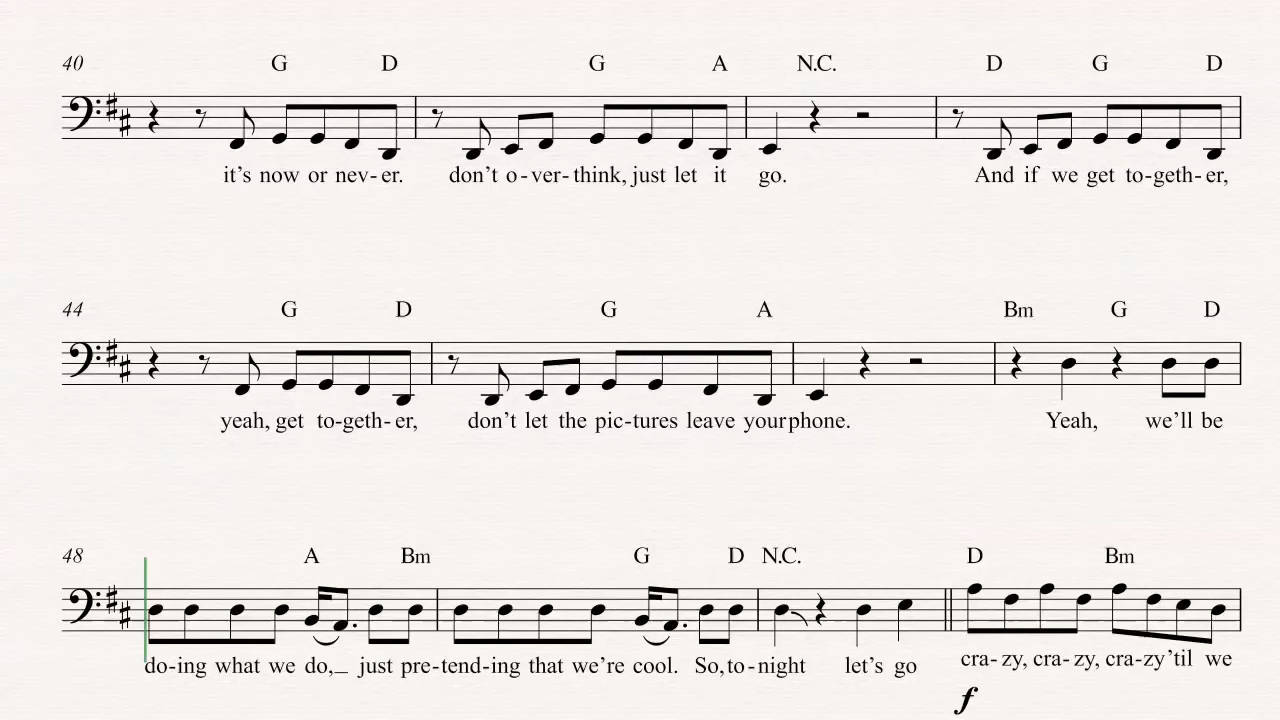 40 G D G A N.C. D G D
it's now or nev-er. don't o-ver-think, just let it go. And if we get to-geth-er,
44 G D G A Bm G D
yeah, get to-geth-er, don't let the pic-tures leave your phone. Yeah, we'll be
48 A Bm G D N.C. D Bm
do-ing what we do,_ just pre-tend-ing that we're cool. So, to-night let's go cra-zy, cra-zy, cra-zy 'til we
f